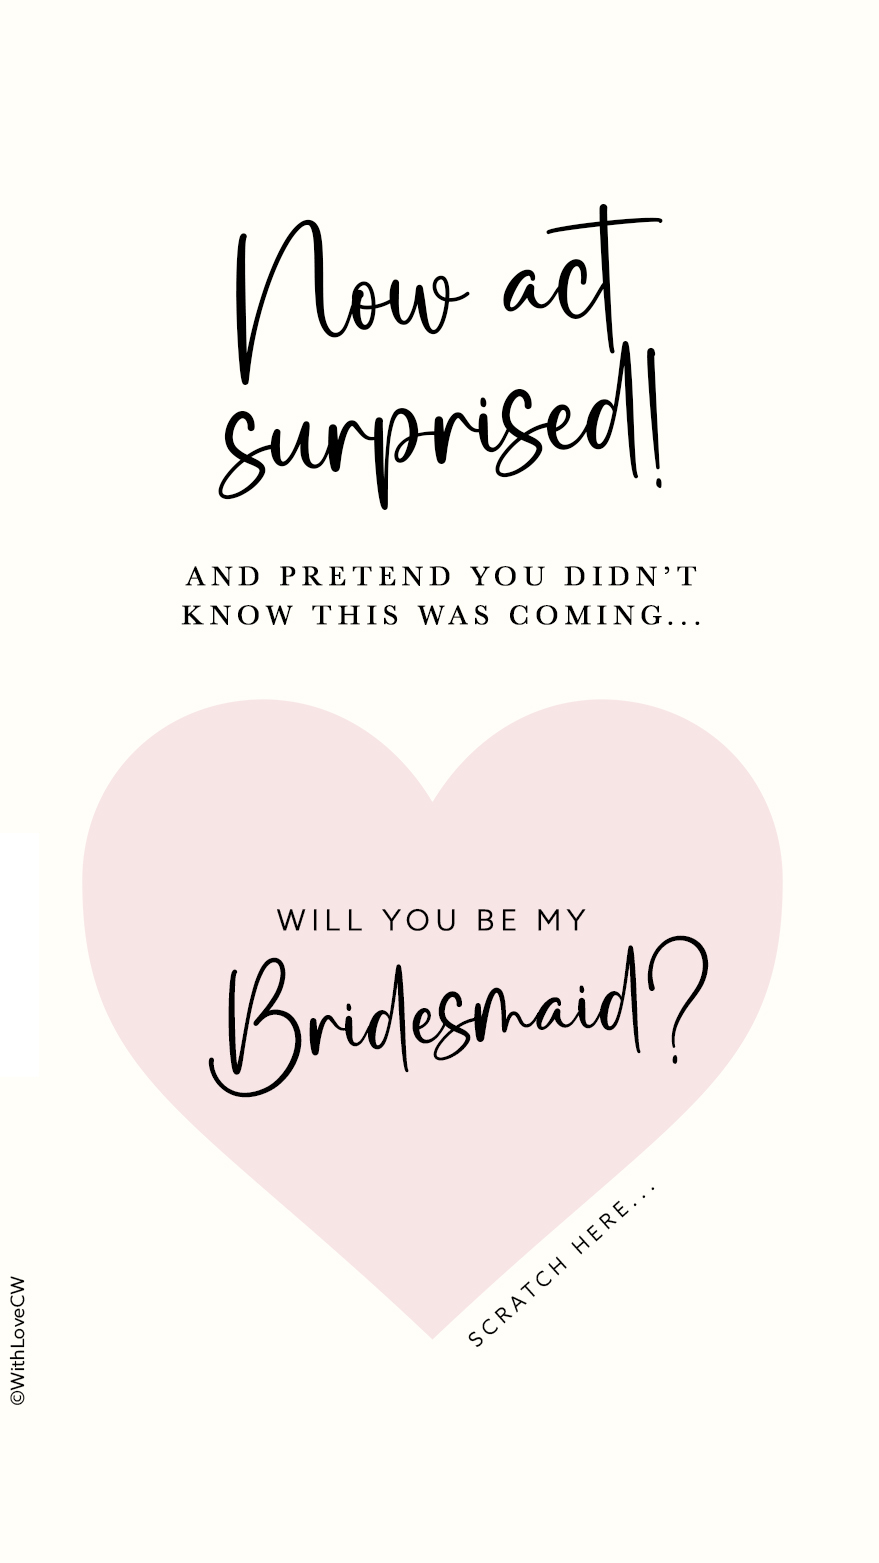 Now act
surprised!
AND PRETEND YOU DIDN’T
KNOW THIS WAS COMING...
WILL YOU BE MY
Bridesmaid?
SCRATCH HERE...
©WithLoveCW